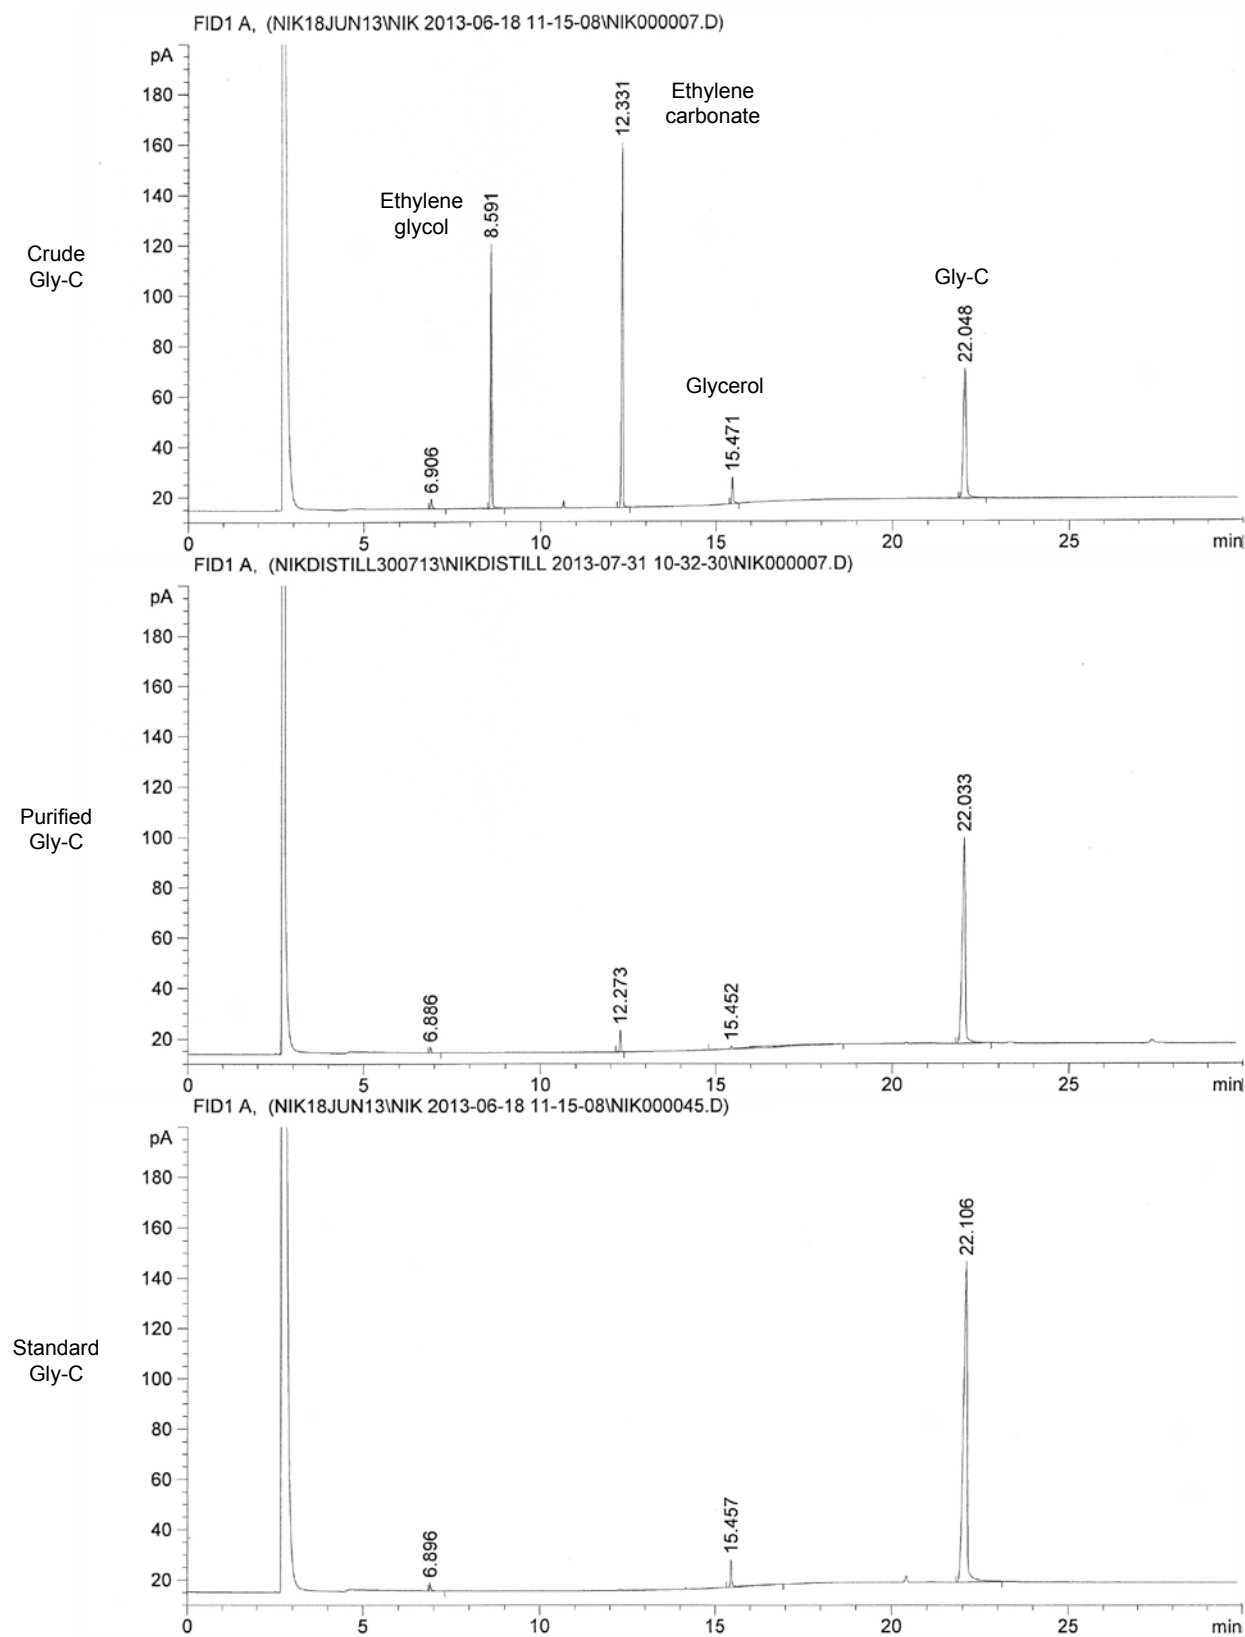 FID1 A, (NIK18JUN13\NIK 2013-06-18 11-15-08\NIK000007.D)
pA
180
160
140
120
100
80
60
40
20
Crude
Gly-C
6.906
Ethylene
glycol
8.591
12.331
Ethylene
carbonate
Glycerol
15.471
Gly-C
22.048
0 5 10 15 20 25 min
FID1 A, (NIKDISTILL300713\NIKDISTILL 2013-07-31 10-32-30\NIK000007.D)
pA
180
160
140
120
100
80
60
40
20
Purified
Gly-C
6.886
12.273
15.452
22.033
0 5 10 15 20 25 min
FID1 A, (NIK18JUN13\NIK 2013-06-18 11-15-08\NIK000045.D)
pA
180
160
140
120
100
80
60
40
20
Standard
Gly-C
6.896
15.457
22.106
0 5 10 15 20 25 min